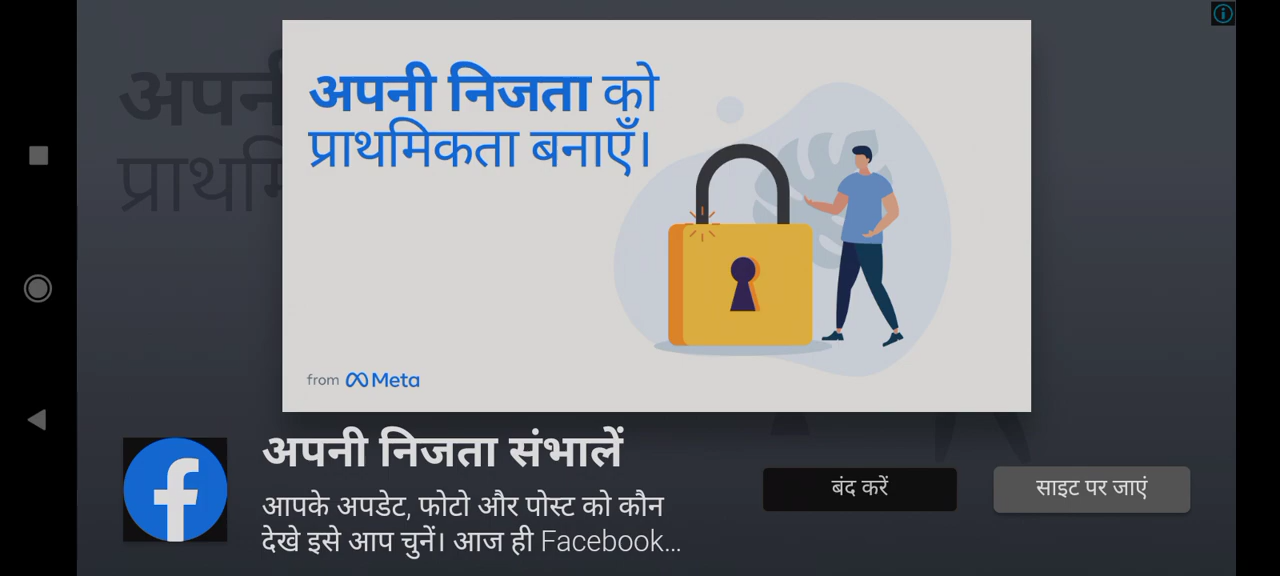 अपनी निजता को
प्राथमिकता बनाएँ।
from Meta
अपनी निजता संभालें
आपके अपडेट, फोटो और पोस्ट को कौन
देखे इसे आप चुनें। आज ही Facebook...
बंद करें
साइट पर जाएं